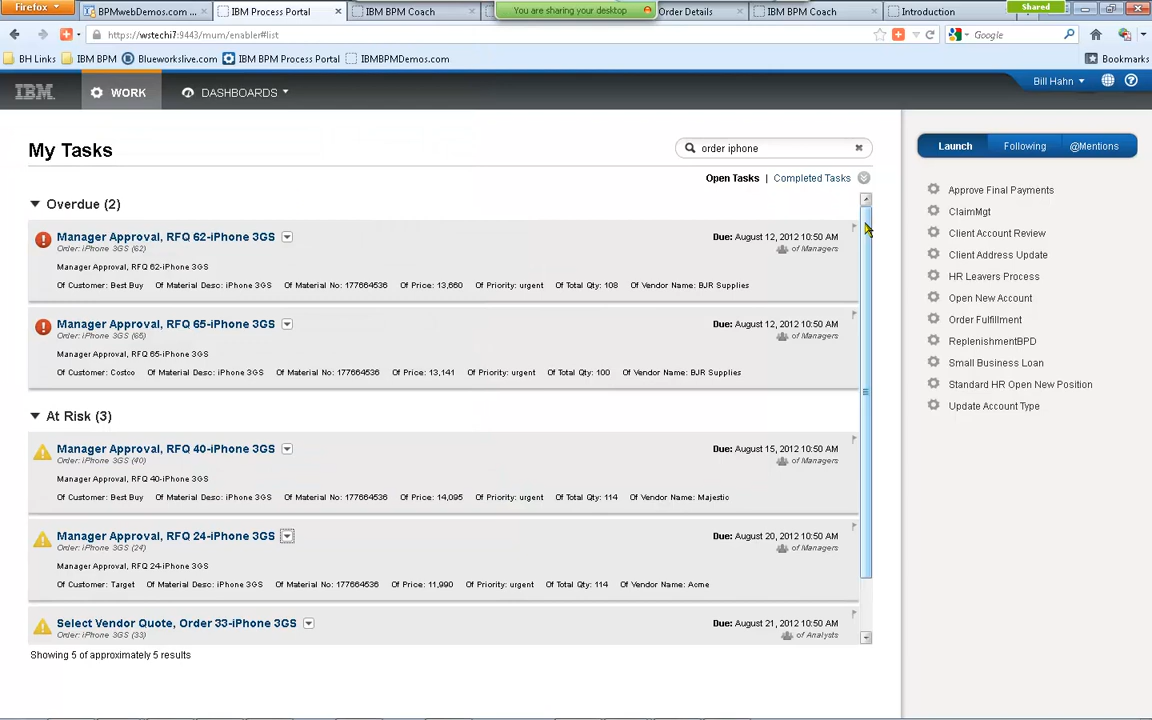 Firefox
BPMwebDemos.com ...
IBM Process Portal
IBM BPM Coach
You are sharing your desktop
Order Details
IBM BPM Coach
Introduction
Shared
https://wstechi7:9443/mum/enabler#list
Google
BH Links
IBM BPM
Blueworkslive.com
IBM BPM Process Portal
IBMBPMDemos.com
Bookmarks
IBM
WORK
DASHBOARDS
Bill Hahn
My Tasks
order iphone
Open Tasks | Completed Tasks
Launch
Following
@Mentions
Overdue (2)
Manager Approval, RFQ 62-iPhone 3GS
Due: August 12, 2012 10:50 AM
Order: iPhone 3GS (62)
of Managers
Manager Approval, RFQ 62-iPhone 3GS
Of Customer: Best Buy Of Material Desc: iPhone 3GS Of Material No: 177664536 Of Price: 13,660 Of Priority: urgent Of Total Qty: 108 Of Vendor Name: BJR Supplies
Manager Approval, RFQ 65-iPhone 3GS
Due: August 12, 2012 10:50 AM
Order: iPhone 3GS (65)
of Managers
Manager Approval, RFQ 65-iPhone 3GS
Of Customer: Costco Of Material Desc: iPhone 3GS Of Material No: 177664536 Of Price: 13,141 Of Priority: urgent Of Total Qty: 100 Of Vendor Name: BJR Supplies
At Risk (3)
Manager Approval, RFQ 40-iPhone 3GS
Due: August 15, 2012 10:50 AM
Order: iPhone 3GS (40)
of Managers
Manager Approval, RFQ 40-iPhone 3GS
Of Customer: Best Buy Of Material Desc: iPhone 3GS Of Material No: 177664536 Of Price: 14,095 Of Priority: urgent Of Total Qty: 114 Of Vendor Name: Majestic
Manager Approval, RFQ 24-iPhone 3GS
Due: August 20, 2012 10:50 AM
Order: iPhone 3GS (24)
of Managers
Manager Approval, RFQ 24-iPhone 3GS
Of Customer: Target Of Material Desc: iPhone 3GS Of Material No: 177664536 Of Price: 11,990 Of Priority: urgent Of Total Qty: 114 Of Vendor Name: Acme
Select Vendor Quote, Order 33-iPhone 3GS
Due: August 21, 2012 10:50 AM
Order: iPhone 3GS (33)
of Analysts
Showing 5 of approximately 5 results
Approve Final Payments
ClaimMgt
Client Account Review
Client Address Update
HR Leavers Process
Open New Account
Order Fulfillment
ReplenishmentBPD
Small Business Loan
Standard HR Open New Position
Update Account Type